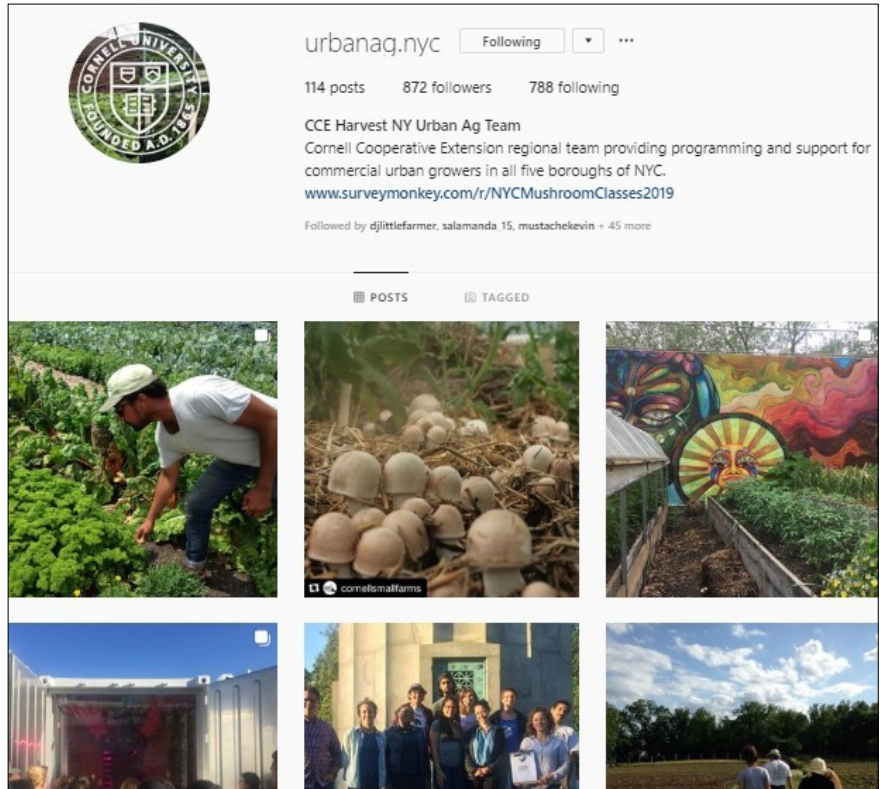 CORNELL UNIVERSITY
FOUNDED A.D. 1865
urbanag.nyc Following
114 posts 872 followers 788 following
CCE Harvest NY Urban Ag Team
Cornell Cooperative Extension regional team providing programming and support for
commercial urban growers in all five boroughs of NYC.
www.surveymonkey.com/r/NYCMushroomClasses2019
Followed by djlittlefarmer, salamanda_15, mustachekevin + 45 more
POSTS TAGGED
cornellsmallfarms